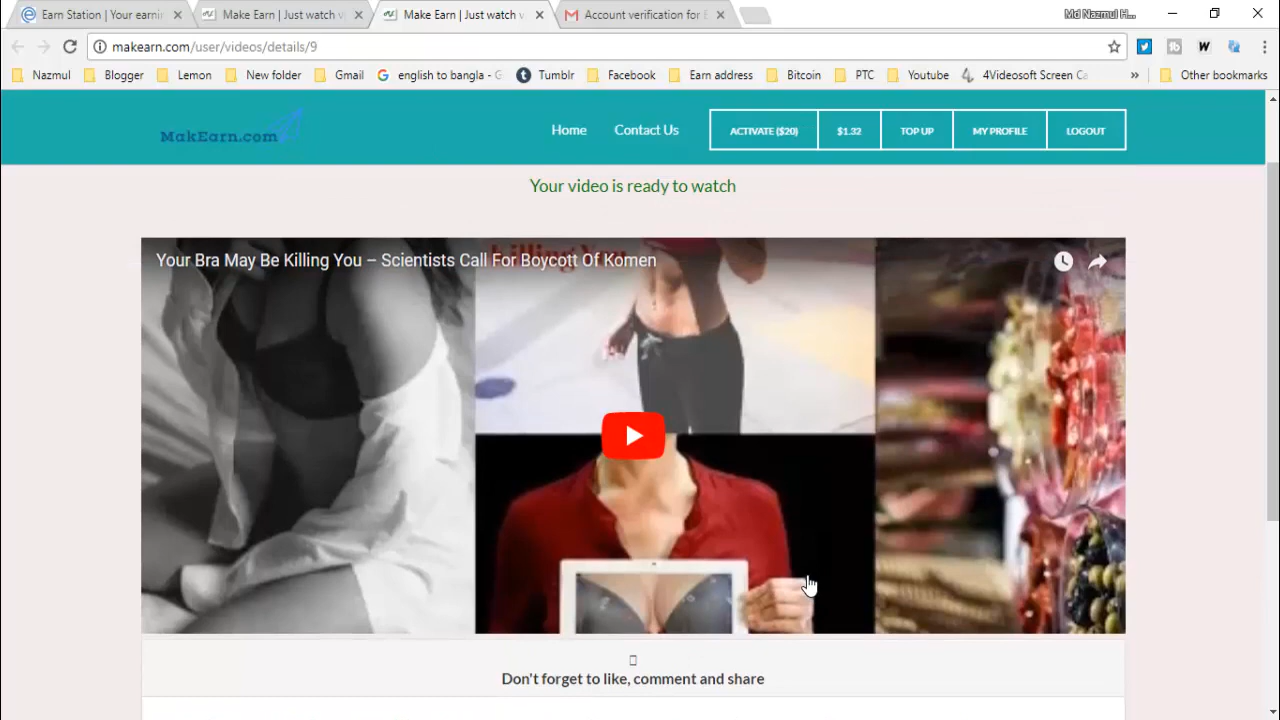 Earn Station | Your earnin
Make Earn | Just watch v
Make Earn | Just watch v
Account verification for E
Md Nazmul H...
makearn.com/user/videos/details/9
Nazmul
Blogger
Lemon
New folder
Gmail
english to bangla - G
Tumblr
Facebook
Earn address
Bitcoin
PTC
Youtube
4Videosoft Screen Ca
»
Other bookmarks
MakEarn.com
Home
Contact Us
ACTIVATE ($20)
$1.32
TOP UP
MY PROFILE
LOGOUT
Your video is ready to watch
killing You
Your Bra May Be Killing You – Scientists Call For Boycott Of Komen
Don't forget to like, comment and share